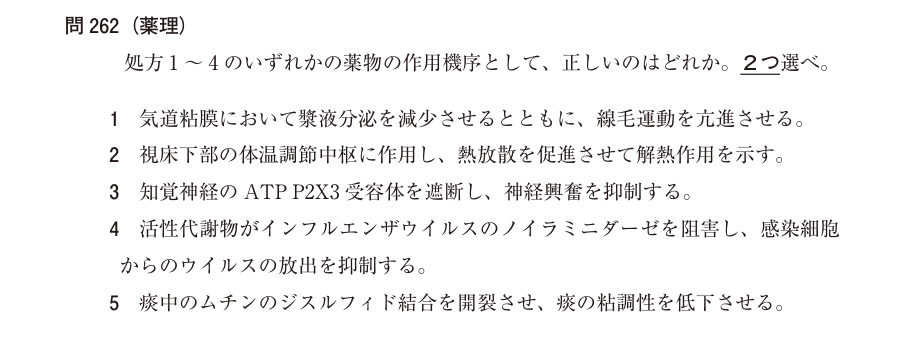 問 262（薬理）
処方１～４のいずれかの薬物の作用機序として、正しいのはどれか。２つ選べ。
1 気道粘膜において漿液分泌を減少させるとともに、線毛運動を亢進させる。
2 視床下部の体温調節中枢に作用し、熱放散を促進させて解熱作用を示す。
3 知覚神経の ATP P2X3 受容体を遮断し、神経興奮を抑制する。
4 活性代謝物がインフルエンザウイルスのノイラミニダーゼを阻害し、感染細胞
からのウイルスの放出を抑制する。
5 痰中のムチンのジスルフィド結合を開裂させ、痰の粘調性を低下させる。